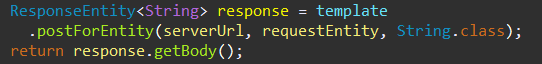 ResponseEntity<String> response = template
  .postForEntity(serverUrl, requestEntity, String.class);
return response.getBody();